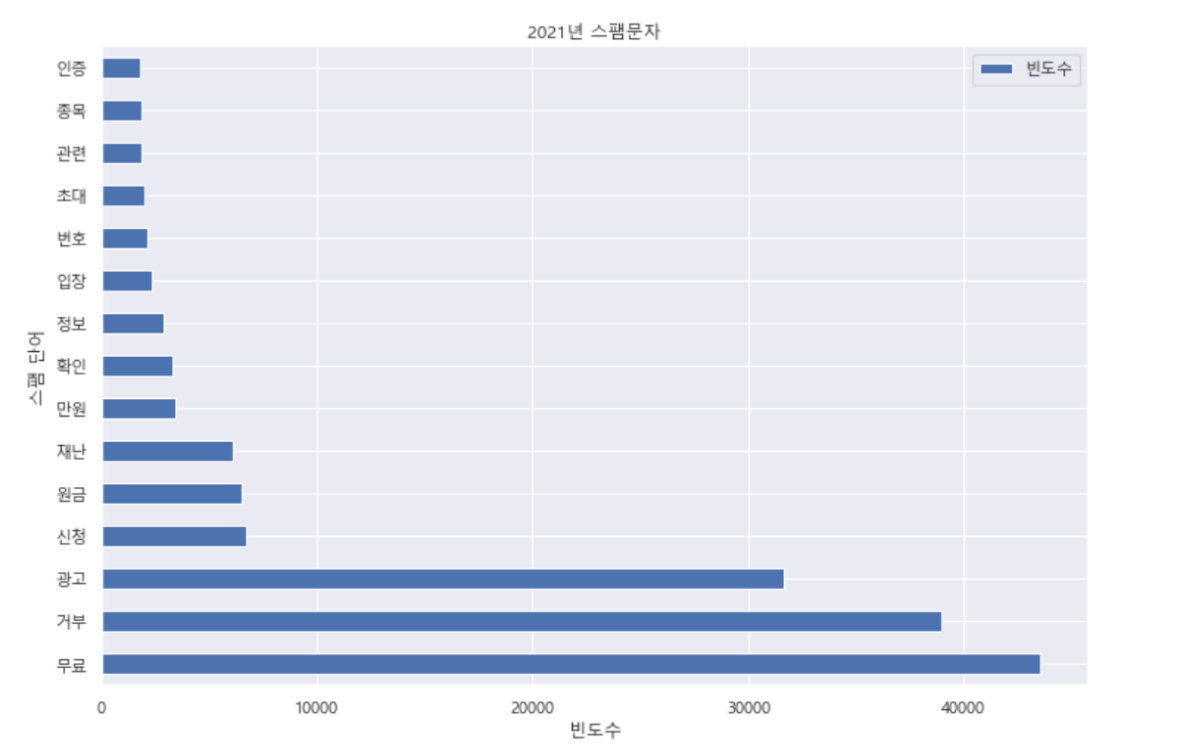 2021년 스팸문자
빈도수
인증
종목
관련
초대
번호
입장
정보
확인
만원
재난
원금
신청
광고
거부
무료
스팸 단어
0 10000 20000 30000 40000
빈도수